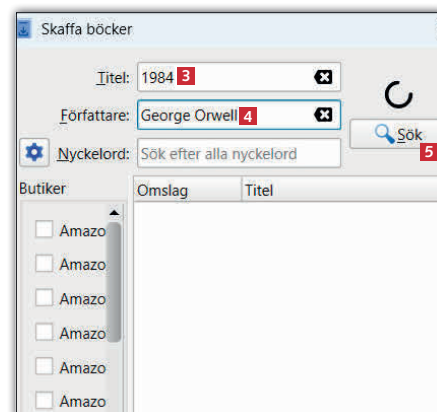 Skaffa böcker
Titel: 1984 3
Författare: George Orwell 4
Nyckelord: Sök efter alla nyckelord
Sök 5
Butiker
Omslag Titel
Amazo
Amazo
Amazo
Amazo
Amazo
Amazo